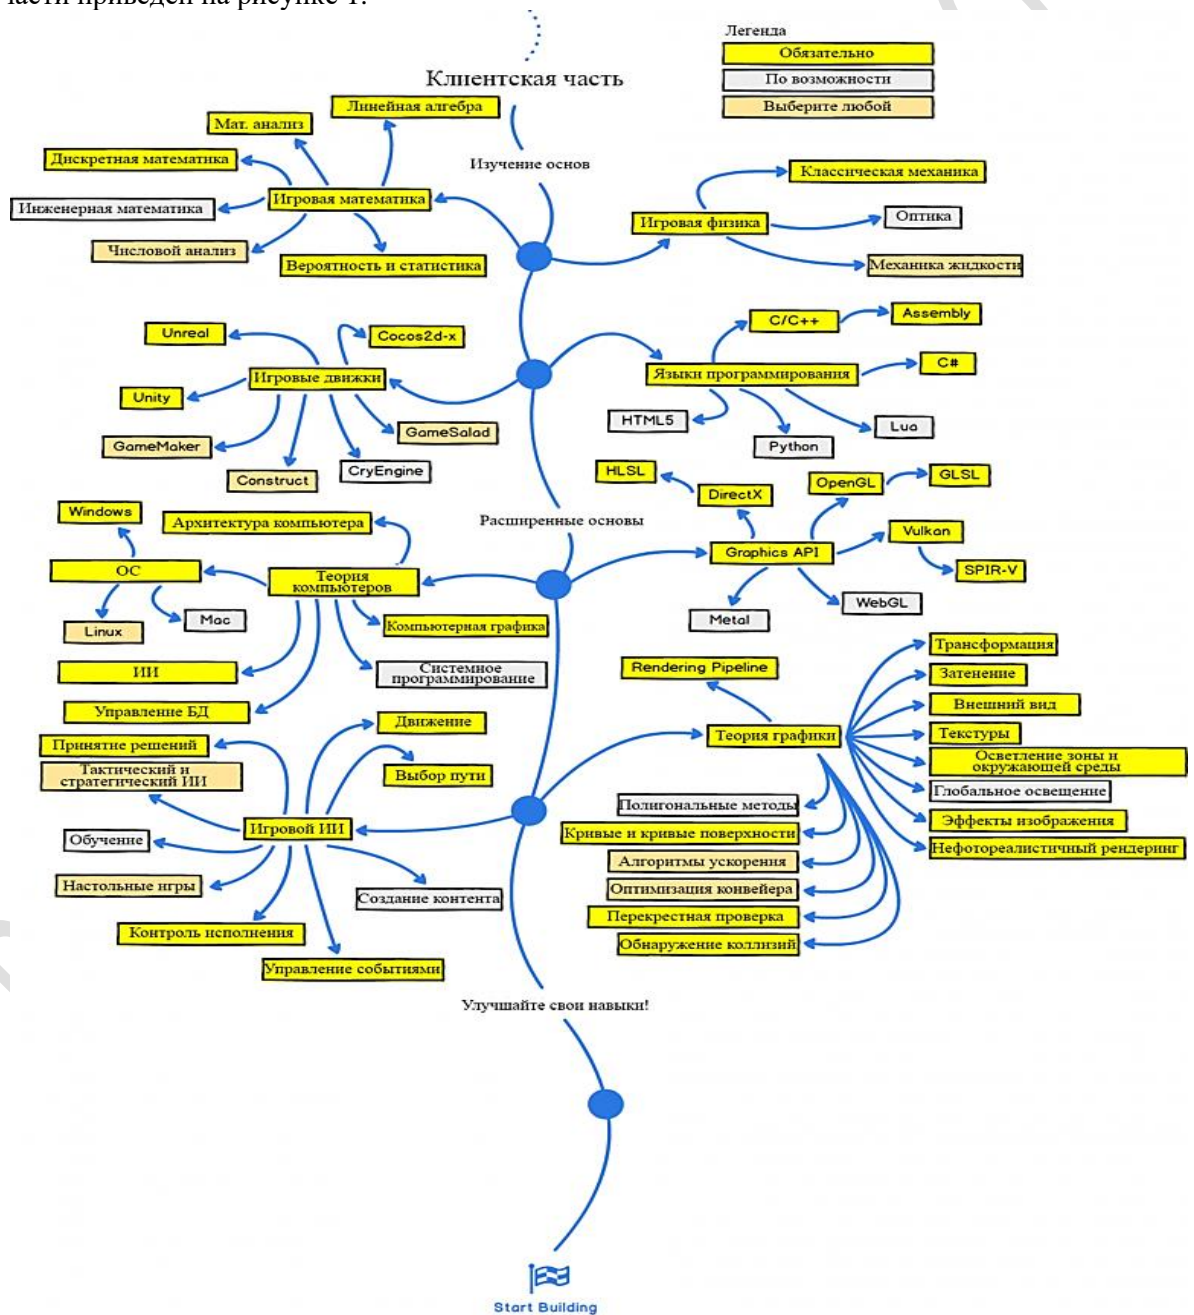 части приведен на рисунке 1.
Легенда
Обязательно
По возможности
Выберите любой
Клиентская часть
Линейная алгебра
Мат. анализ
Дискретная математика
Инженерная математика
Числовой анализ
Игровая математика
Вероятность и статистика
Изучение основ
Классическая механика
Игровая физика
Оптика
Механика жидкости
Unreal
Cocos2d-x
Игровые движки
Unity
GameMaker
GameSalad
Construct
CryEngine
C/C++
Assembly
Языки программирования
C#
HTML5
Python
Lua
Расширенные основы
Windows
Архитектура компьютера
ОС
Теория
компьютеров
Linux
Mac
Компьютерная графика
ИИ
Системное
программирование
Управление БД
HLSL
DirectX
OpenGL
GLSL
Graphics API
Vulkan
SPIR-V
Metal
WebGL
Принятие решений
Движение
Тактический и
стратегический ИИ
Выбор пути
Игровой ИИ
Обучение
Настольные игры
Создание контента
Контроль исполнения
Управление событиями
Rendering Pipeline
Теория графики
Трансформация
Затенение
Внешний вид
Текстуры
Осветление зоны и
окружающей среды
Глобальное освещение
Эффекты изображения
Нефотореалистичный рендеринг
Полигональные методы
Кривые и кривые поверхности
Алгоритмы ускорения
Оптимизация конвейера
Перекрестная проверка
Обнаружение коллизий
Улучшайте свои навыки!
Start Building